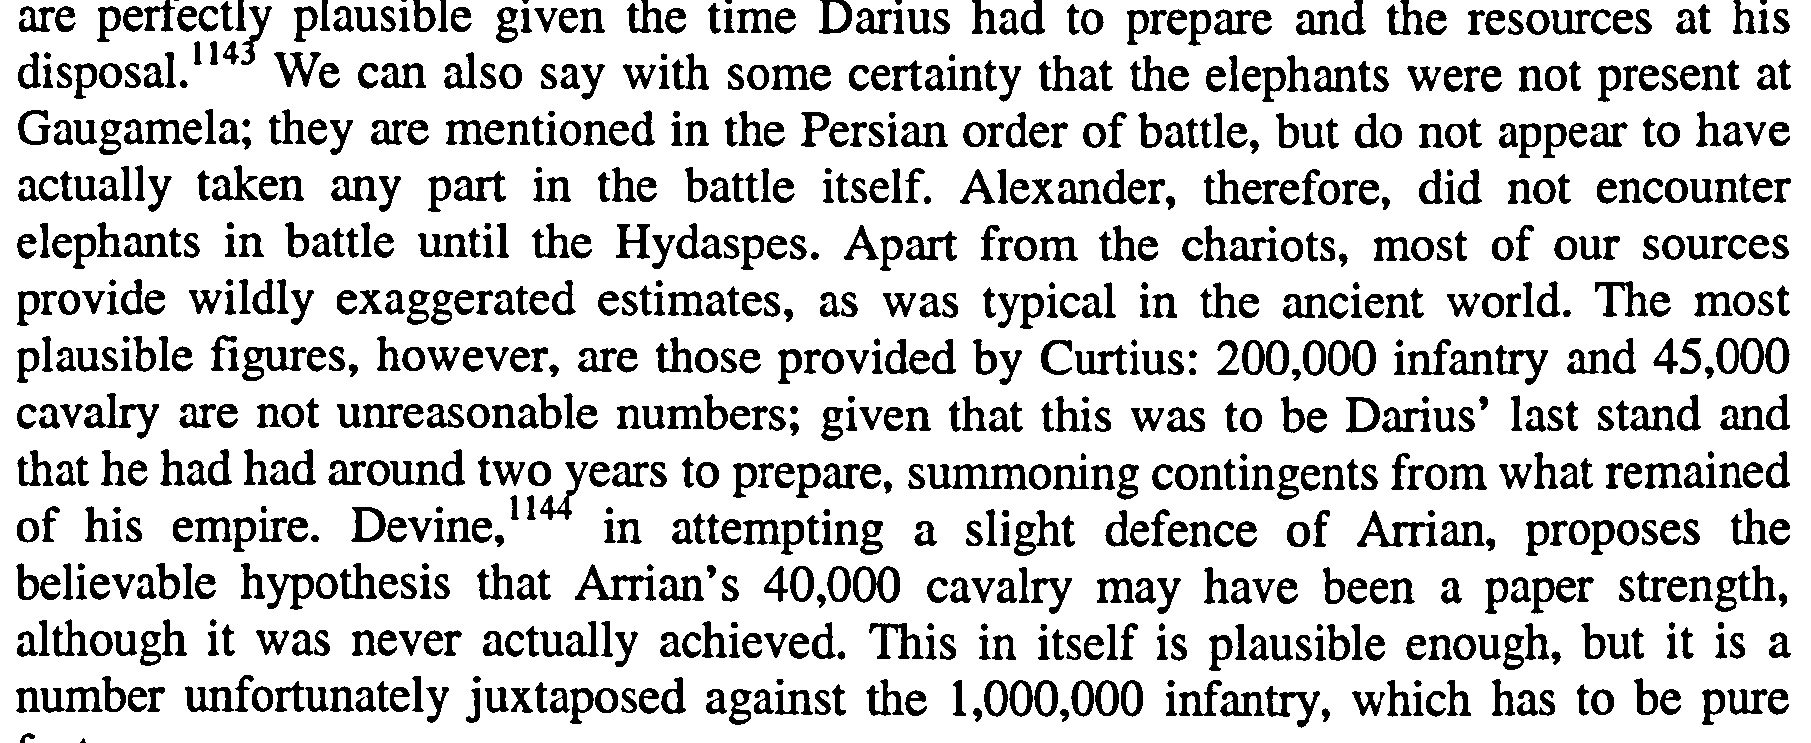 are perfectly plausible given the time Darius had to prepare and the resources at his
disposal.1143 We can also say with some certainty that the elephants were not present at
Gaugamela; they are mentioned in the Persian order of battle, but do not appear to have
actually taken any part in the battle itself. Alexander, therefore, did not encounter
elephants in battle until the Hydaspes. Apart from the chariots, most of our sources
provide wildly exaggerated estimates, as was typical in the ancient world. The most
plausible figures, however, are those provided by Curtius: 200,000 infantry and 45,000
cavalry are not unreasonable numbers; given that this was to be Darius' last stand and
that he had had around two years to prepare, summoning contingents from what remained
of his empire. Devine,1144 in attempting a slight defence of Arrian, proposes the
believable hypothesis that Arrian's 40,000 cavalry may have been a paper strength,
although it was never actually achieved. This in itself is plausible enough, but it is a
number unfortunately juxtaposed against the 1,000,000 infantry, which has to be pure